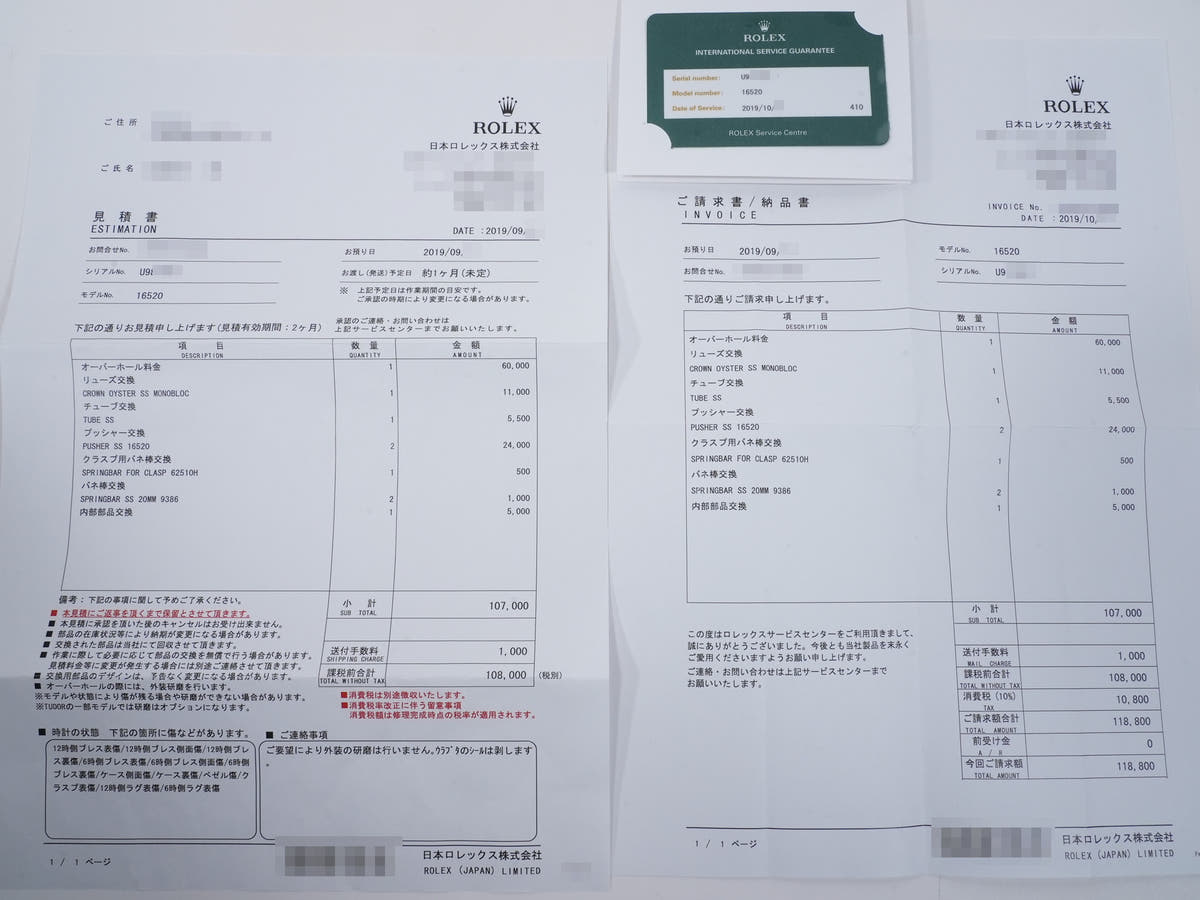 ROLEX
INTERNATIONAL SERVICE GUARANTEE
Serial number: U9
Model number: 16520
Date of Service: 2019/10/ 410
ROLEX Service Centre
ご住所
ご氏名
ROLEX
日本ロレックス株式会社
見積書
ESTIMATION
DATE :2019/09,
お問合せNo.
お預り日 2019/09,
シリアルNo. U9
お渡し(発送)予定日 約1ヶ月(未定)
モデルNo. 16520
※ 上記予定日は作業期間の目安です。
ご承認の時期により変更になる場合があります。
下記の通りお見積申し上げます(見積有効期間:2ヶ月)
承認のご連絡・お問い合わせは
上記サービスセンターまでお願いいたします。
項 目 数 量 金 額
DESCRIPTION QUANTITY AMOUNT
オーバーホール料金 1 60,000
リューズ交換
CROWN OYSTER SS MONOBLOC 1 11,000
チューブ交換
TUBE SS 1 5,500
プッシャー交換
PUSHER SS 16520 2 24,000
クラスプ用バネ棒交換
SPRINGBAR FOR CLASP 62510H 1 500
バネ棒交換
SPRINGBAR SS 20MM 9386 2 1,000
内部部品交換 1 5,000
備考:下記の事項に関して予めご了承ください。
■ 本見積にご返事を頂くまで保留とさせて頂きます。
■ 本見積に承認を頂いた後のキャンセルはお受け出来ません。
■ 部品の在庫状況等により納期が変更になる場合があります。
■ 交換された部品は当社にて回収させて頂きます。
■ 作業に際して必要に応じて部品の交換を無償で行う場合があります。
見積料金等に変更が発生する場合には別途ご連絡させて頂きます。
■ 交換用部品のデザインは、予告なく変更になる場合があります。
■ オーバーホールの際には、外装研磨を行います。
※モデルや状態により傷が残る場合や研磨ができない場合があります。
※TUDORの一部モデルでは研磨はオプションになります。
小 計 107,000
SUB TOTAL
送付手数料 1,000
SHIPPING CHARGE
課税前合計 108,000 (税別)
TOTAL WITHOUT TAX
■消費税は別途徴収いたします。
■消費税率改正に伴う留意事項
消費税額は修理完成時点の税率が適用されます。
■ 時計の状態 下記の箇所に傷などがあります。
12時側ブレス表傷/12時側ブレス側面傷/12時側ブレ
ス裏傷/6時側ブレス表傷/6時側ブレス側面傷/6時側
ブレス裏傷/ケース側面傷/ケース裏傷/ベゼル傷/ク
ラスプ表傷/12時側ラグ表傷/6時側ラグ表傷
■ ご連絡事項
ご要望により外装の研磨は行いません。ウラブタのシールは剥します
。
1 / 1 ページ
日本ロレックス株式会社
ROLEX (JAPAN) LIMITED
ROLEX
日本ロレックス株式会社
ご請求書/納品書
INVOICE
INVOICE No.
DATE :2019/10,
お預り日 2019/09,
モデルNo. 16520
お問合せNo.
シリアルNo. U9
下記の通りご請求申し上げます。
項 目 数 量 金 額
DESCRIPTION QUANTITY AMOUNT
オーバーホール料金 1 60,000
リューズ交換
CROWN OYSTER SS MONOBLOC 1 11,000
チューブ交換
TUBE SS 1 5,500
プッシャー交換
PUSHER SS 16520 2 24,000
クラスプ用バネ棒交換
SPRINGBAR FOR CLASP 62510H 1 500
バネ棒交換
SPRINGBAR SS 20MM 9386 2 1,000
内部部品交換 1 5,000
小 計 107,000
SUB TOTAL
この度はロレックスサービスセンターをご利用頂きまして、
誠にありがとうございました。今後とも当社製品を末永く
ご愛用くださいますようお願い申し上げます。
ご連絡・お問い合わせは上記サービスセンターまで
お願いいたします。
送付手数料 1,000
MAIL CHARGE
課税前合計 108,000
TOTAL WITHOUT TAX
消費税(10%) 10,800
TAX
ご請求額合計 118,800
TOTAL AMOUNT
前受け金 0
A / R
今回ご請求額 118,800
TOTAL AMOUNT
1 / 1 ページ
日本ロレックス株式会社
ROLEX (JAPAN) LIMITED